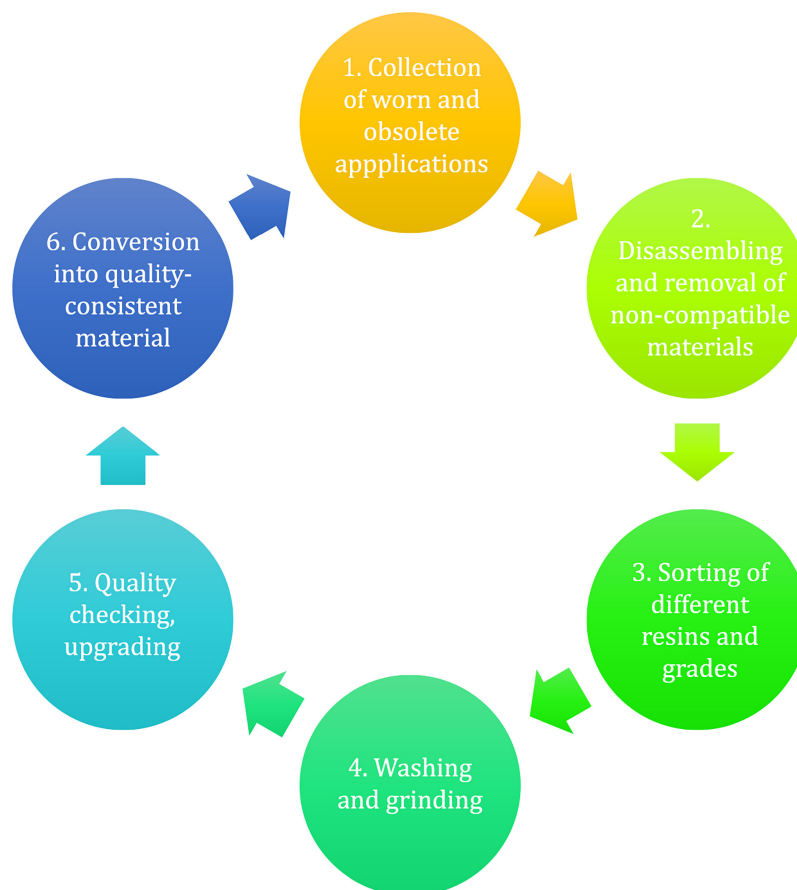 1. Collection
of worn and
obsolete
appplications
2.
Disassembling
and removal of
non-compatible
materials
3. Sorting of
different
resins and
grades
4. Washing
and grinding
5. Quality
checking,
upgrading
6. Conversion
into quality-
consistent
material